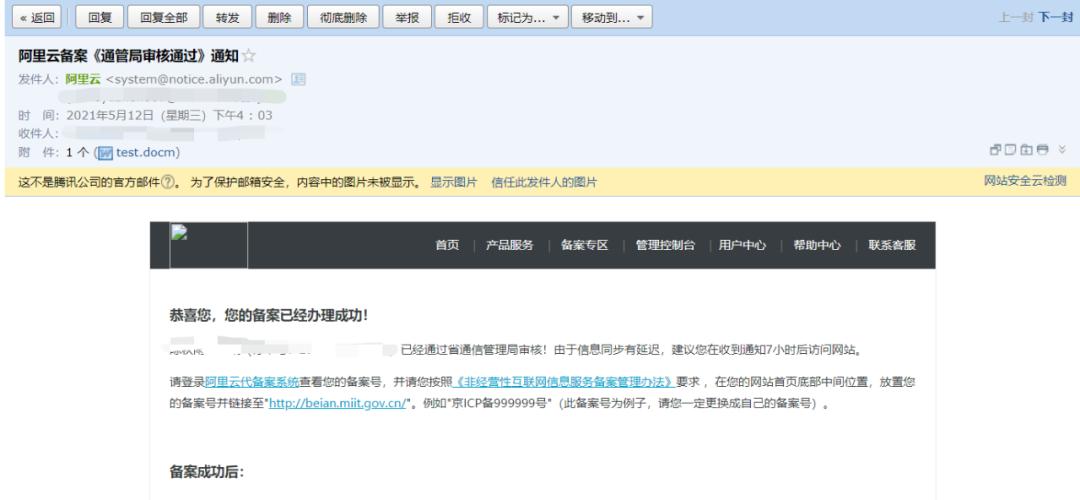 « 返回 回复 回复全部 转发 删除 彻底删除 举报 拒收 标记为... 移动到... 上一封 下一封
阿里云备案《通管局审核通过》通知
发件人: 阿里云 <system@notice.aliyun.com>
时 间: 2021年5月12日 (星期三) 下午4:03
收件人:
附 件: 1 个 (test.docm)
这不是腾讯公司的官方邮件?。 为了保护邮箱安全，内容中的图片未被显示。 显示图片 信任此发件人的图片 网站安全云检测
首页 | 产品服务 | 备案专区 | 管理控制台 | 用户中心 | 帮助中心 | 联系客服
恭喜您，您的备案已经办理成功！
已经通过省通信管理局审核！由于信息同步有延迟，建议您在收到通知7小时后访问网站。
请登录阿里云代备案系统查看您的备案号，并请您按照《非经营性互联网信息服务备案管理办法》要求 ，在您的网站首页底部中间位置，放置您
的备案号并链接至"http://beian.miit.gov.cn/"。例如"京ICP备999999号"（此备案号为例子，请您一定更换成自己的备案号）。
备案成功后：